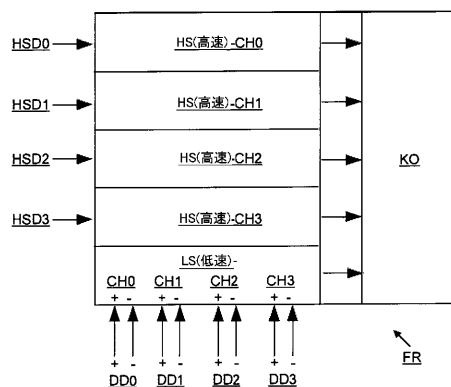 HSD0
HS(高速)-CH0
HSD1
HS(高速)-CH1
HSD2
HS(高速)-CH2
KO
HSD3
HS(高速)-CH3
LS(低速)-
CH0 CH1 CH2 CH3
+ - + - + - + -
+ - + - + - + -
DD0 DD1 DD2 DD3
FR